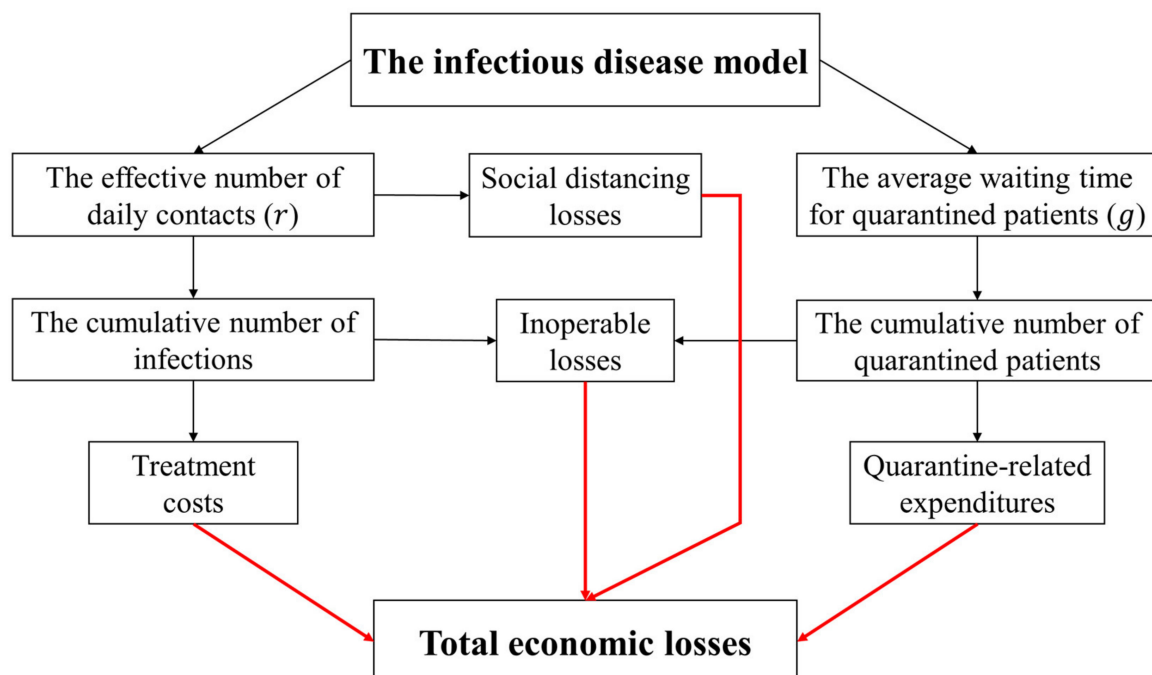 The infectious disease model
The effective number of
daily contacts (r)
Social distancing
losses
The average waiting time
for quarantined patients (g)
The cumulative number of
infections
Inoperable
losses
The cumulative number of
quarantined patients
Treatment
costs
Quarantine-related
expenditures
Total economic losses